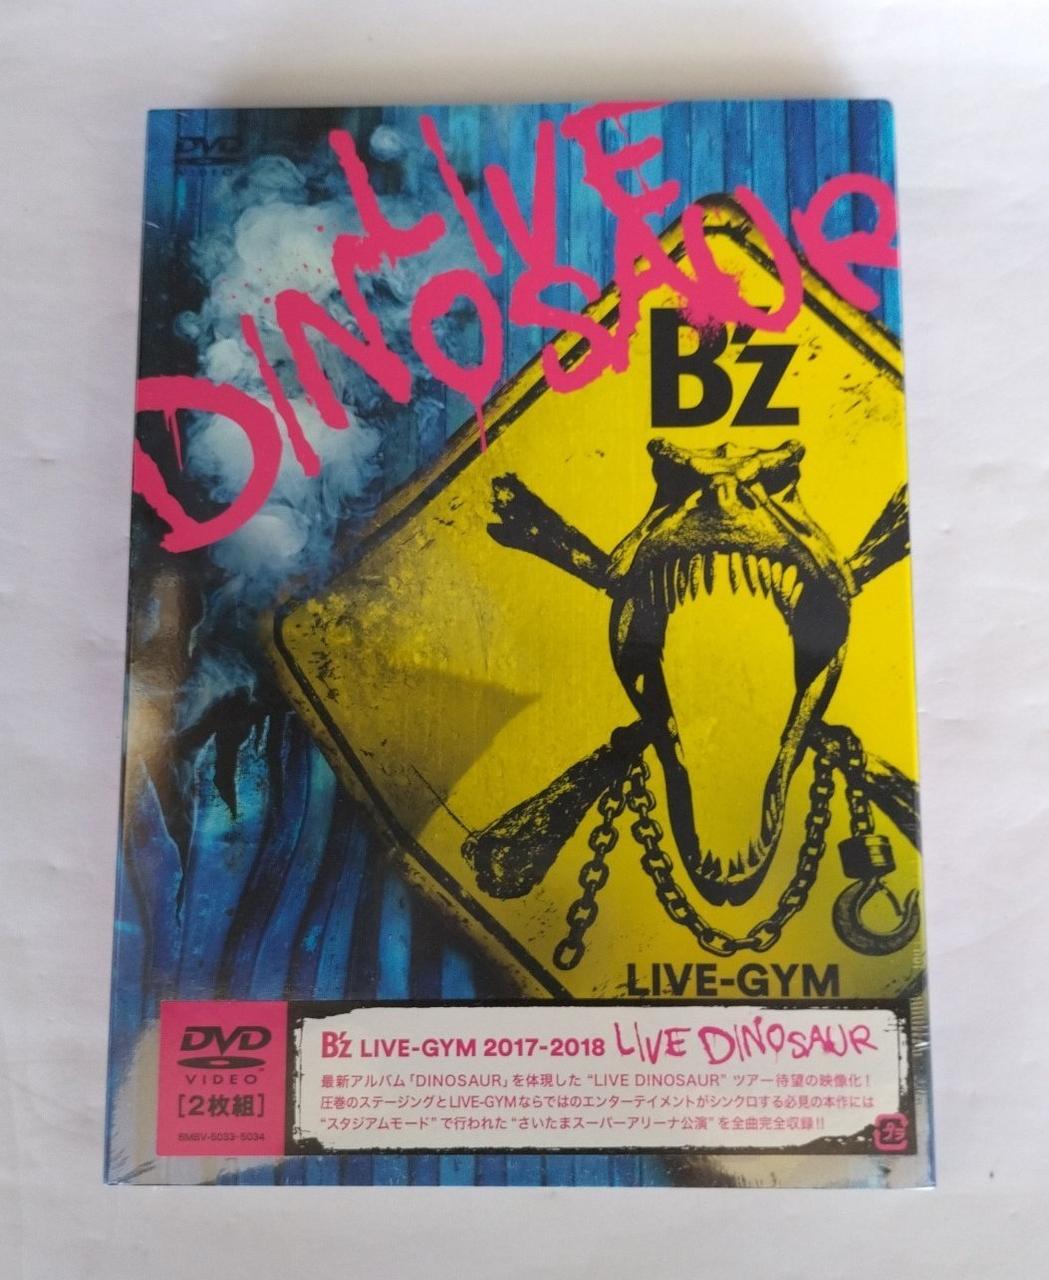 DVD
VIDEO
LIVE
DINOSAUR
B'z
LIVE-GYM
DVD
VIDEO
[2枚組]
BMBV-5033-5034
B'z LIVE-GYM 2017-2018 LIVE DINOSAUR
最新アルバム「DINOSAUR」を体現した “LIVE DINOSAUR” ツアー待望の映像化！
圧巻のステージングとLIVE-GYMならではのエンターテイメントがシンクロする必見の本作には
“スタジアムモード” で行われた “さいたまスーパーアリーナ公演” を全曲完全収録!!
プラ